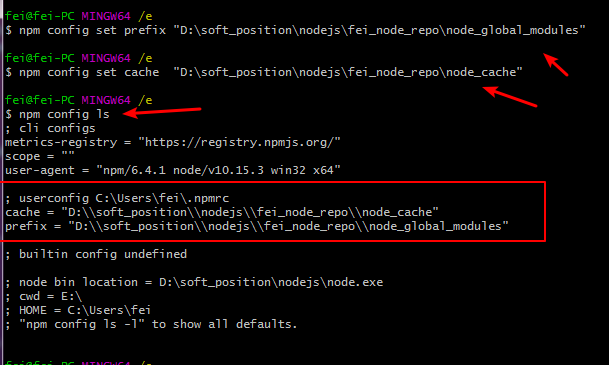 fei@fei-PC MINGW64 /e
$ npm config set prefix "D:\soft_position\nodejs\fei_node_repo\node_global_modules"
fei@fei-PC MINGW64 /e
$ npm config set cache  "D:\soft_position\nodejs\fei_node_repo\node_cache"
fei@fei-PC MINGW64 /e
$ npm config ls
; cli configs
metrics-registry = "https://registry.npmjs.org/"
scope = ""
user-agent = "npm/6.4.1 node/v10.15.3 win32 x64"
; userconfig C:\Users\fei\.npmrc
cache = "D:\\soft_position\\nodejs\\fei_node_repo\\node_cache"
prefix = "D:\\soft_position\\nodejs\\fei_node_repo\\node_global_modules"
; builtin config undefined
; node bin location = D:\soft_position\nodejs\node.exe
; cwd = E:\
; HOME = C:\Users\fei
; "npm config ls -l" to show all defaults.
fei@fei-PC MINGW64 /e